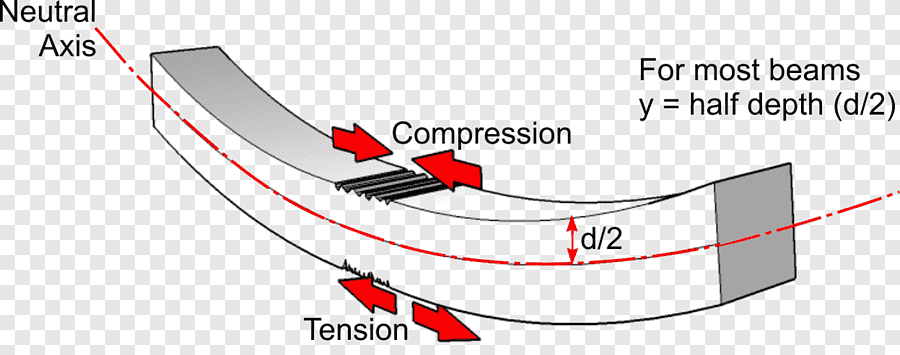 Neutral
Axis
For most beams
y = half depth (d/2)
Compression
d/2
Tension